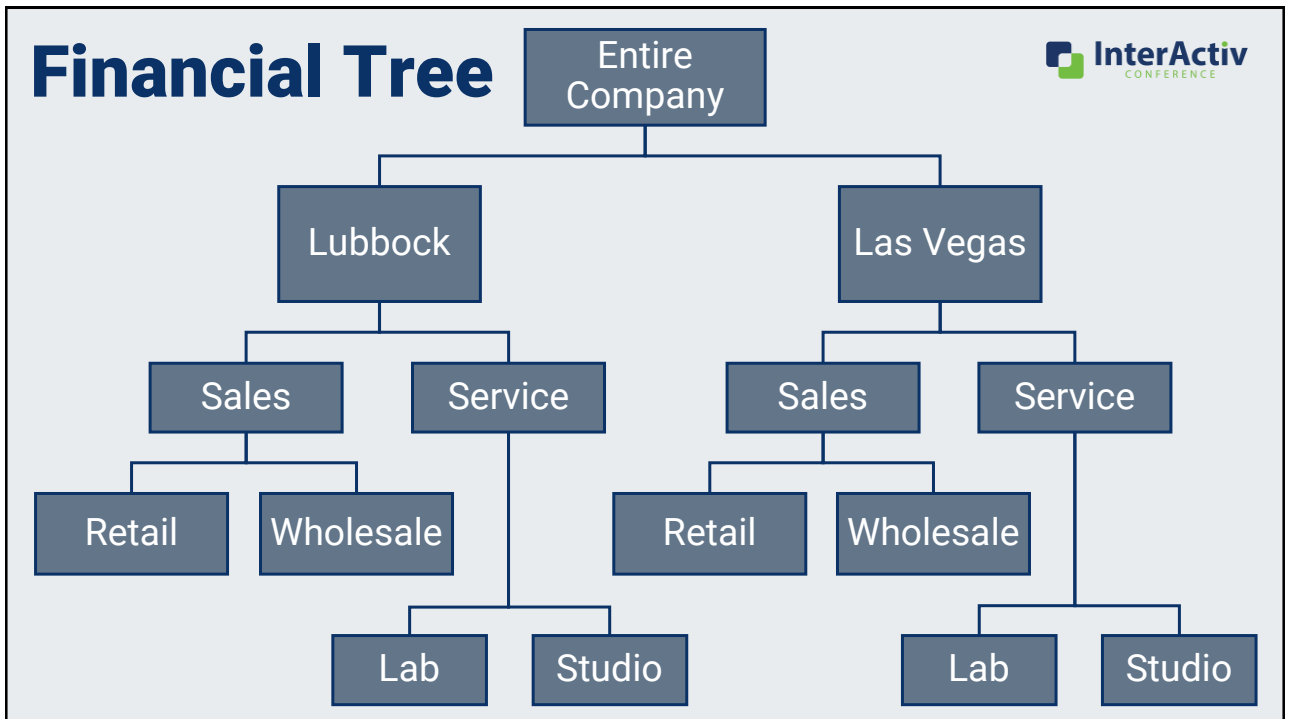 Financial Tree
Entire
Company
InterActiv
CONFERENCE
Lubbock
Las Vegas
Sales
Service
Sales
Service
Retail
Wholesale
Retail
Wholesale
Lab
Studio
Lab
Studio